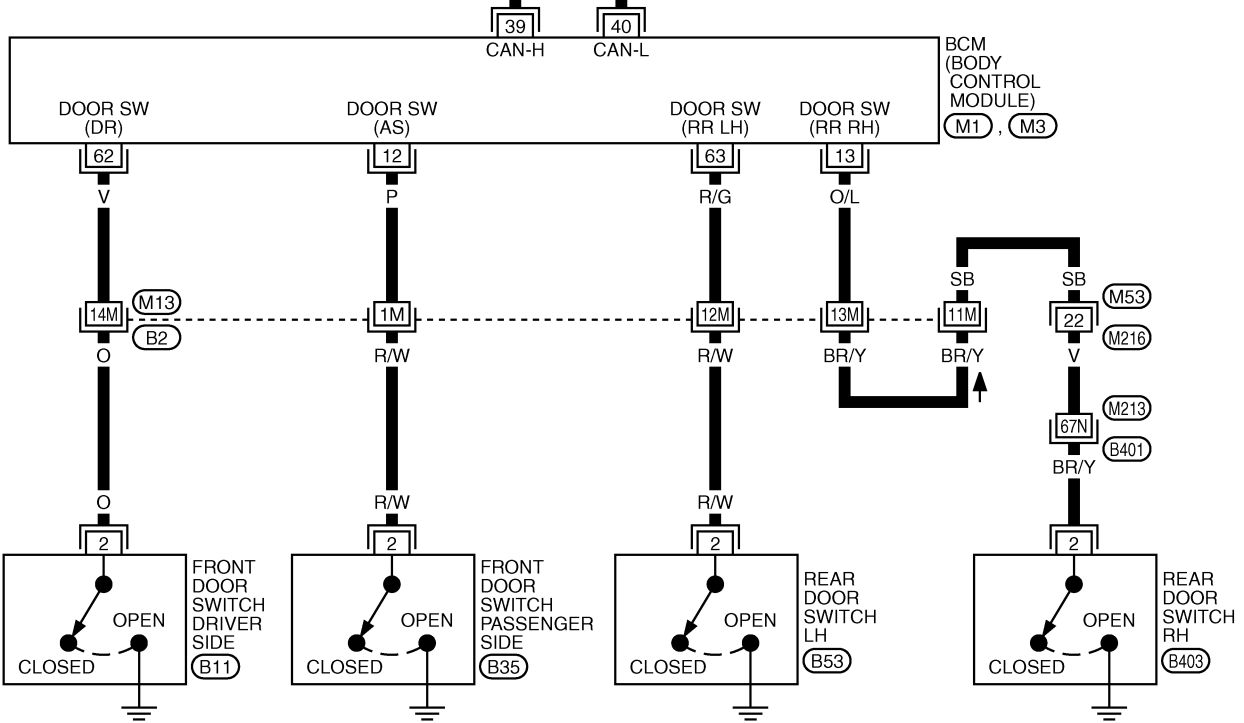 39
40
CAN-H
CAN-L
BCM
(BODY
CONTROL
MODULE)
M1 , M3
DOOR SW
(DR)
DOOR SW
(AS)
DOOR SW
(RR LH)
DOOR SW
(RR RH)
62
12
63
13
V
P
R/G
O/L
SB
SB
M13
B2
14M
1M
12M
13M
11M
22
M53
M216
O
R/W
R/W
BR/Y
BR/Y
V
67N
M213
B401
BR/Y
O
R/W
R/W
2
2
2
2
FRONT
DOOR
SWITCH
DRIVER
SIDE
B11
OPEN
CLOSED
FRONT
DOOR
SWITCH
PASSENGER
SIDE
B35
OPEN
CLOSED
REAR
DOOR
SWITCH
LH
B53
OPEN
CLOSED
REAR
DOOR
SWITCH
RH
B403
OPEN
CLOSED